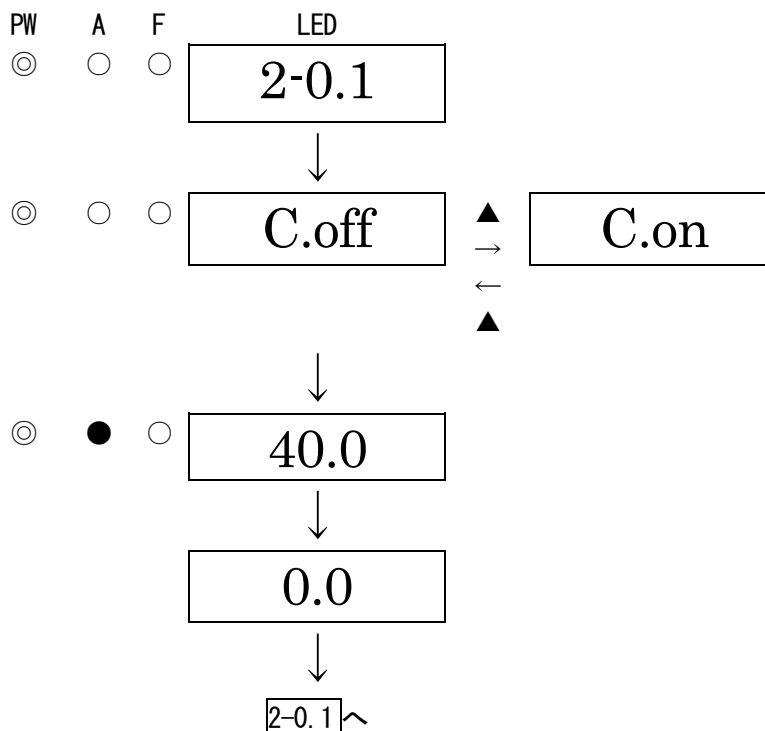 PW A F LED
◎ ○ ○ 2-0.1
↓
◎ ○ ○ C.off ▲ C.on
→
←
▲
↓
◎ ● ○ 40.0
↓
0.0
↓
2-0.1へ